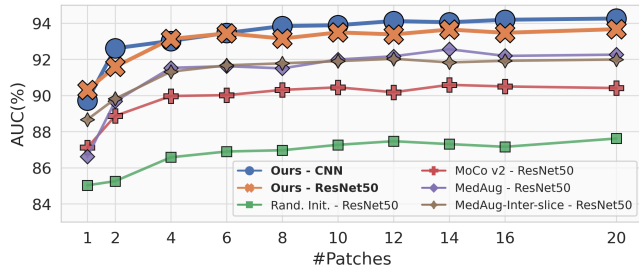 94
92
90
88
86
84
AUC(%)
Ours - CNN
Ours - ResNet50
Rand. Init. - ResNet50
MoCo v2 - ResNet50
MedAug - ResNet50
MedAug-Inter-slice - ResNet50
1 2 4 6 8 10 12 14 16 20
#Patches